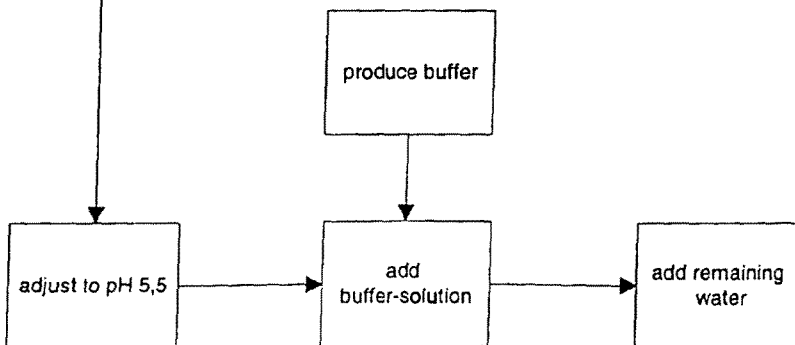 produce buffer
adjust to pH 5,5
add
buffer-solution
add remaining
water